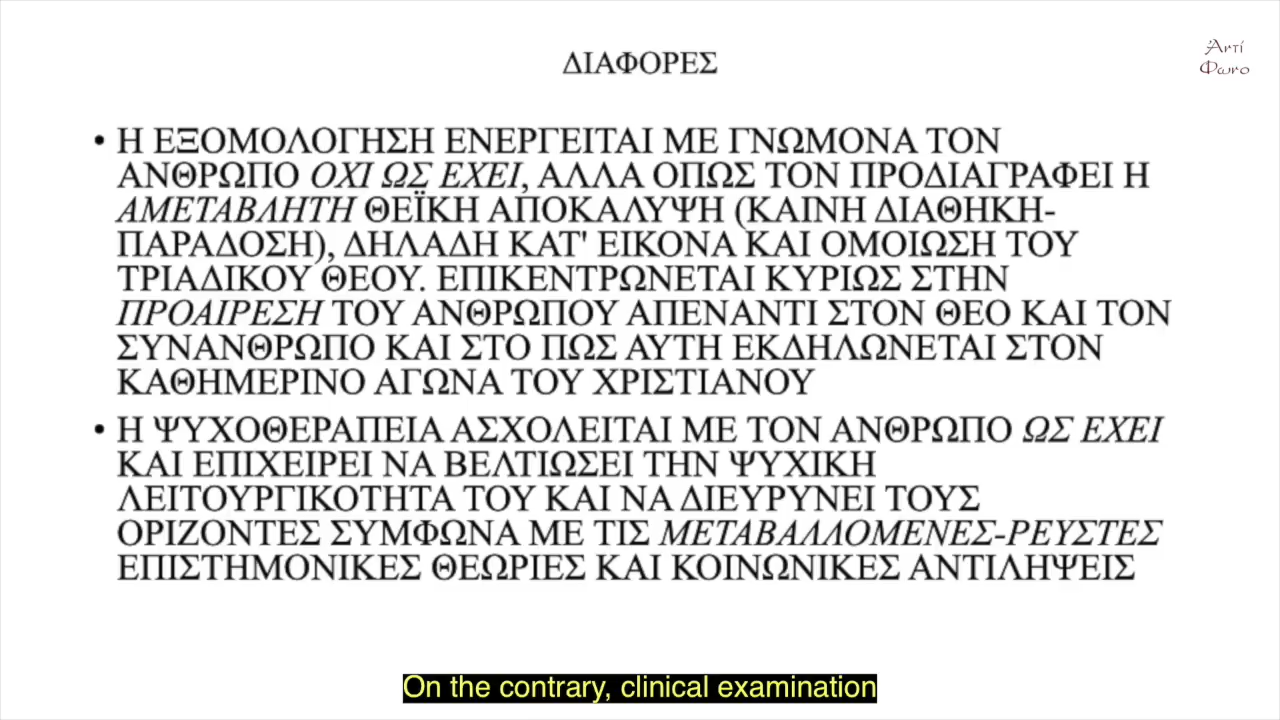 ΔΙΑΦΟΡΕΣ
Ἀρτί
Φωρο
• Η ΕΞΟΜΟΛΟΓΗΣΗ ΕΝΕΡΓΕΙΤΑΙ ΜΕ ΓΝΩΜΟΝΑ ΤΟΝ
ΑΝΘΡΩΠΟ ΟΧΙ ΩΣ ΕΧΕΙ, ΑΛΛΑ ΟΠΩΣ ΤΟΝ ΠΡΟΔΙΑΓΡΑΦΕΙ Η
ΑΜΕΤΑΒΛΗΤΗ ΘΕΪΚΗ ΑΠΟΚΑΛΥΨΗ (ΚΑΙΝΗ ΔΙΑΘΗΚΗ-
ΠΑΡΑΔΟΣΗ), ΔΗΛΑΔΗ ΚΑΤ' ΕΙΚΟΝΑ ΚΑΙ ΟΜΟΙΩΣΗ ΤΟΥ
ΤΡΙΑΔΙΚΟΥ ΘΕΟΥ. ΕΠΙΚΕΝΤΡΩΝΕΤΑΙ ΚΥΡΙΩΣ ΣΤΗΝ
ΠΡΟΑΙΡΕΣΗ ΤΟΥ ΑΝΘΡΩΠΟΥ ΑΠΕΝΑΝΤΙ ΣΤΟΝ ΘΕΟ ΚΑΙ ΤΟΝ
ΣΥΝΑΝΘΡΩΠΟ ΚΑΙ ΣΤΟ ΠΩΣ ΑΥΤΗ ΕΚΔΗΛΩΝΕΤΑΙ ΣΤΟΝ
ΚΑΘΗΜΕΡΙΝΟ ΑΓΩΝΑ ΤΟΥ ΧΡΙΣΤΙΑΝΟΥ
• Η ΨΥΧΟΘΕΡΑΠΕΙΑ ΑΣΧΟΛΕΙΤΑΙ ΜΕ ΤΟΝ ΑΝΘΡΩΠΟ ΩΣ ΕΧΕΙ
ΚΑΙ ΕΠΙΧΕΙΡΕΙ ΝΑ ΒΕΛΤΙΩΣΕΙ ΤΗΝ ΨΥΧΙΚΗ
ΛΕΙΤΟΥΡΓΙΚΟΤΗΤΑ ΤΟΥ ΚΑΙ ΝΑ ΔΙΕΥΡΥΝΕΙ ΤΟΥΣ
ΟΡΙΖΟΝΤΕΣ ΣΥΜΦΩΝΑ ΜΕ ΤΙΣ ΜΕΤΑΒΑΛΛΟΜΕΝΕΣ-ΡΕΥΣΤΕΣ
ΕΠΙΣΤΗΜΟΝΙΚΕΣ ΘΕΩΡΙΕΣ ΚΑΙ ΚΟΙΝΩΝΙΚΕΣ ΑΝΤΙΛΗΨΕΙΣ
On the contrary, clinical examination